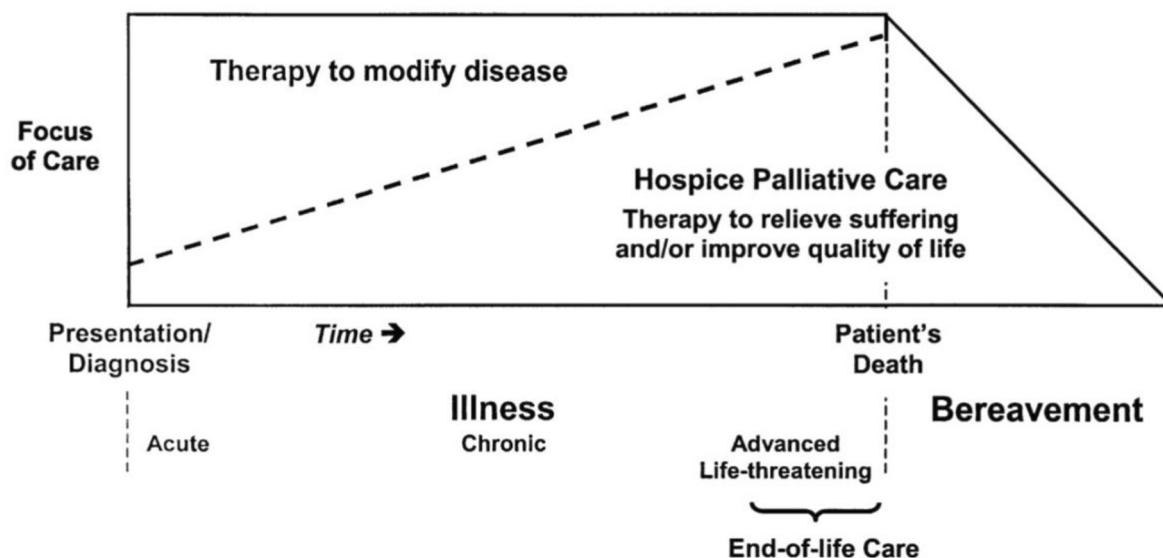 Therapy to modify disease
Focus
of Care
Hospice Palliative Care
Therapy to relieve suffering
and/or improve quality of life
Presentation/
Diagnosis
Time ➔
Patient's
Death
Illness
Bereavement
Acute
Chronic
Advanced
Life-threatening
End-of-life Care